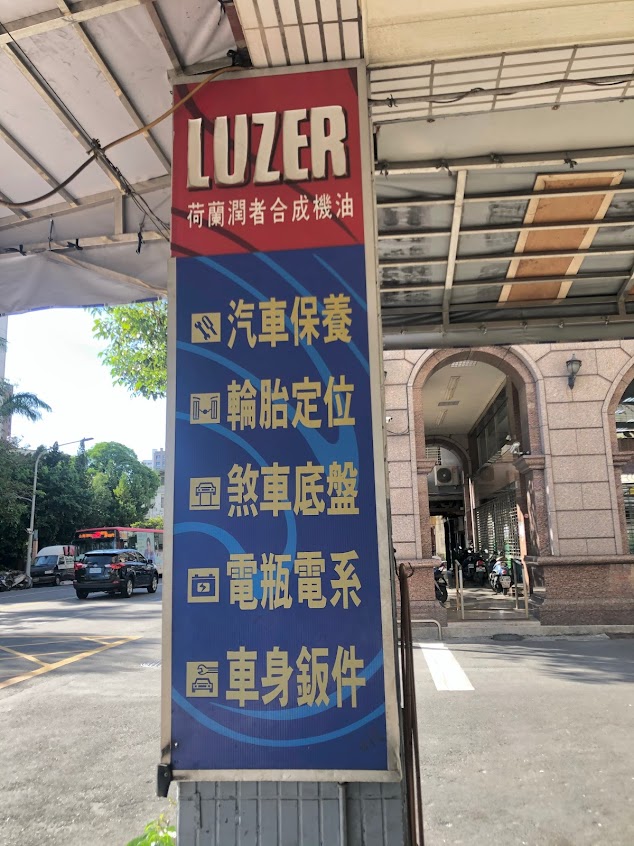 LUZER
荷蘭潤者合成機油
汽車保養
輪胎定位
煞車底盤
電瓶電系
車身鈑件